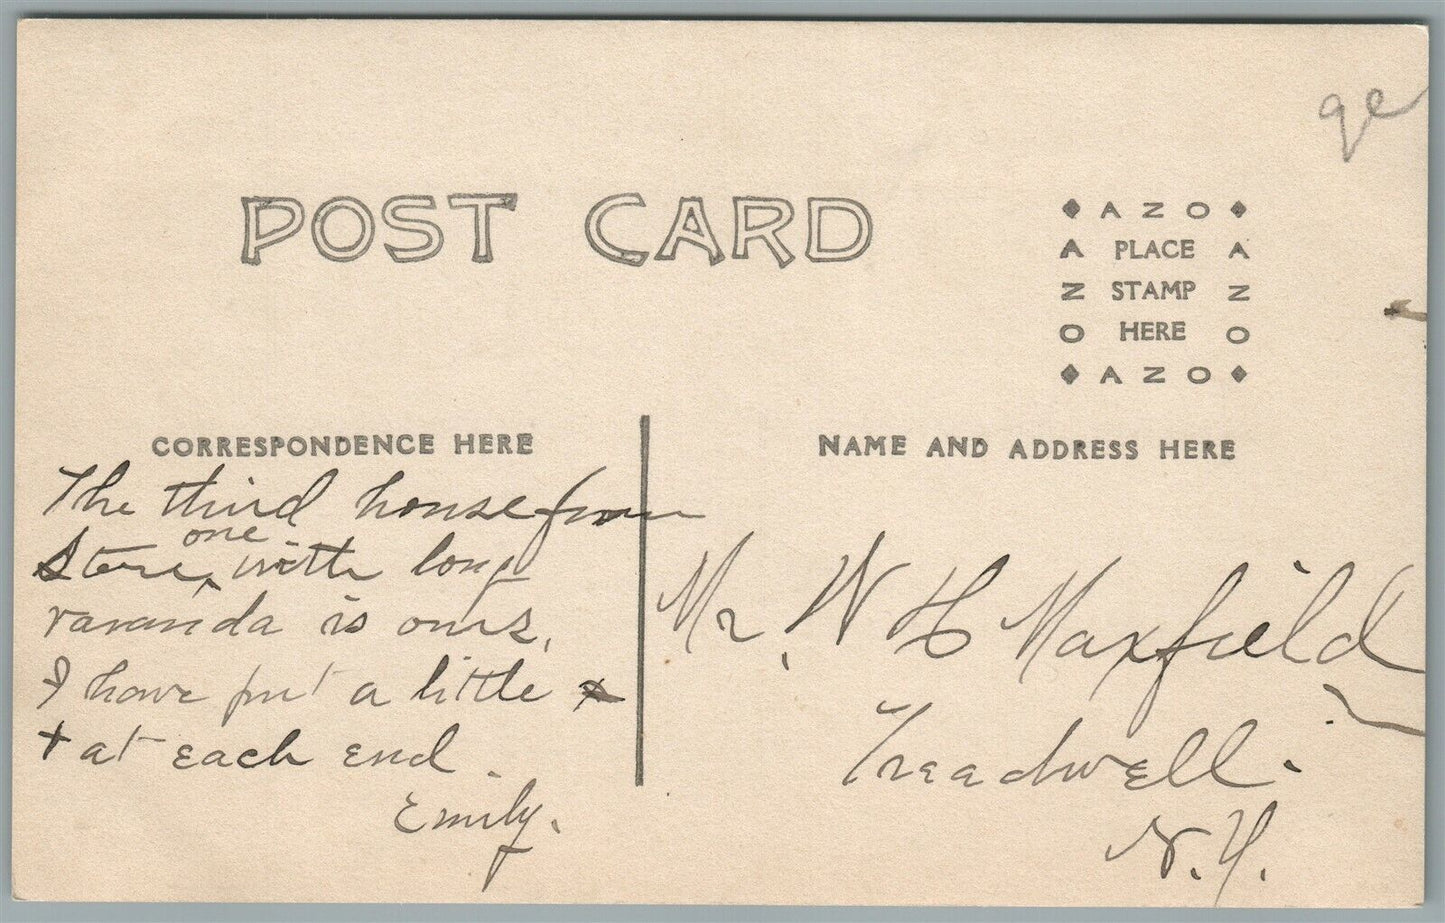 qe
POST CARD
AZO
A PLACE A
Z STAMP Z
O HERE O
AZO
CORRESPONDENCE HERE
NAME AND ADDRESS HERE
The third house from
one
store, with long
varanda is ours.
I have put a little x
+ at each end.
Emily.
Mr. W H Maxfield
Treadwell.
N.Y.